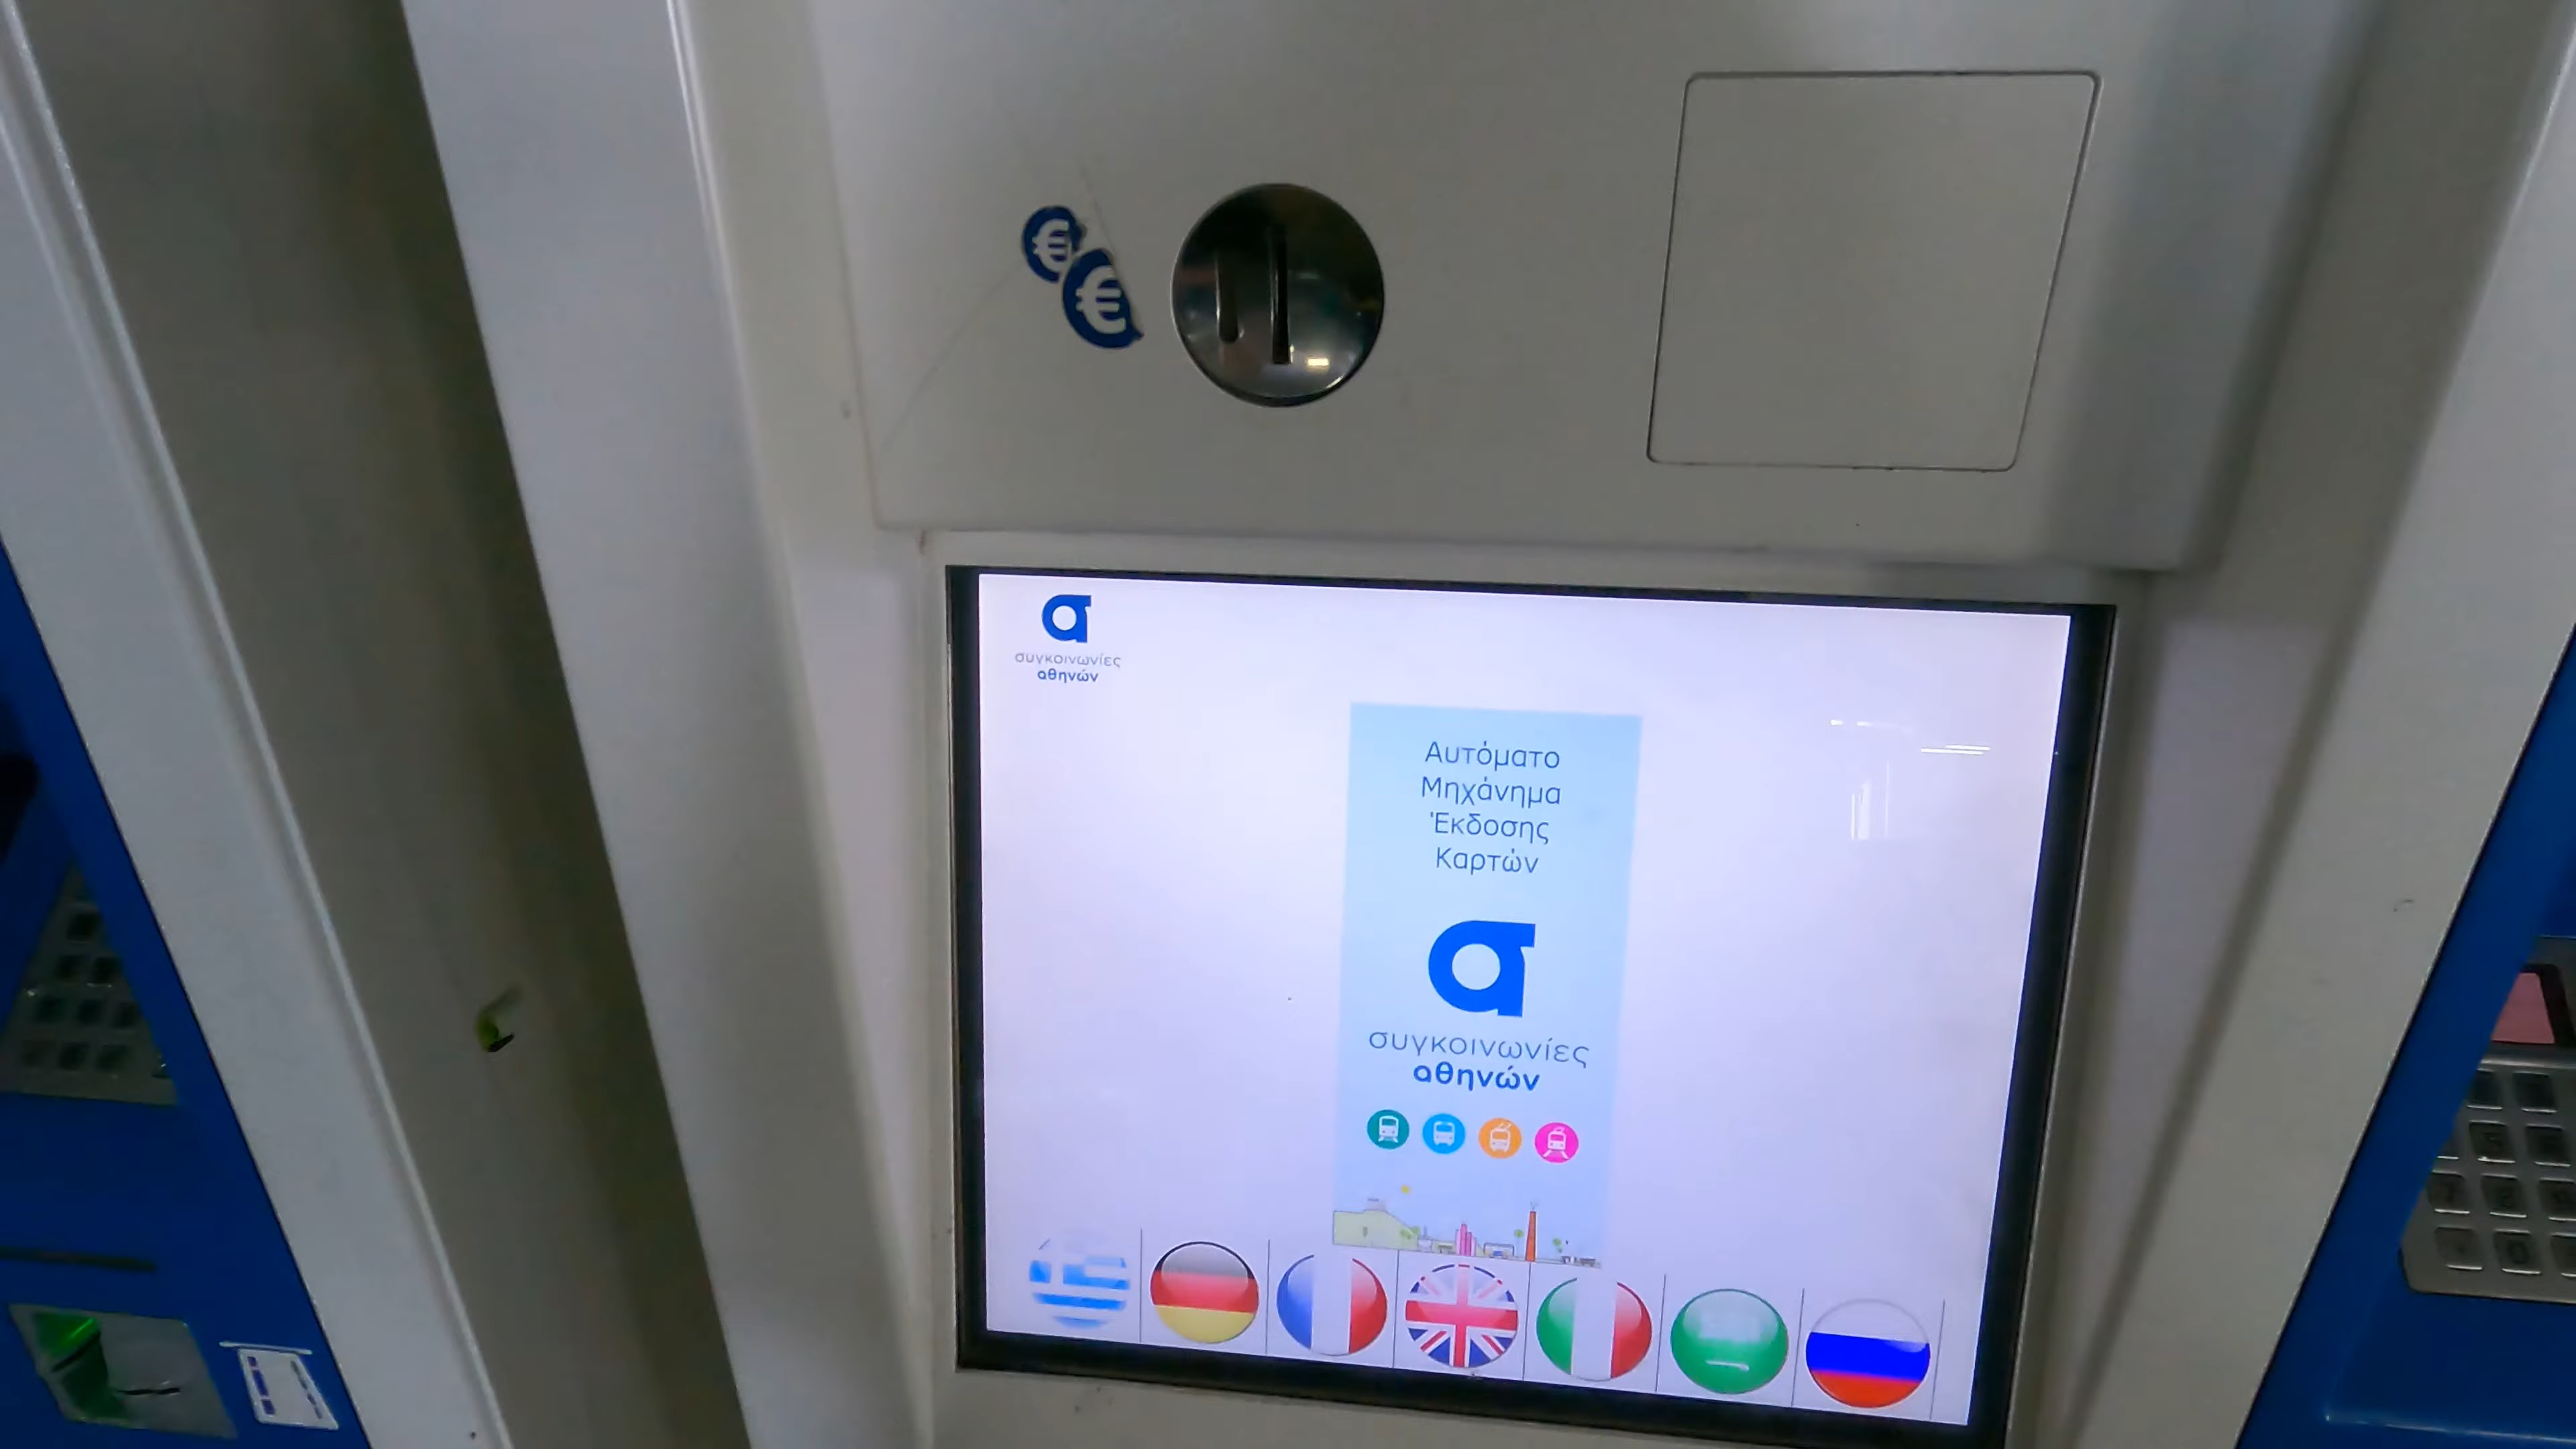 €
€
συγκοινωνίες
αθηνών
Αυτόματο
Μηχάνημα
Έκδοσης
Καρτών
συγκοινωνίες
αθηνών